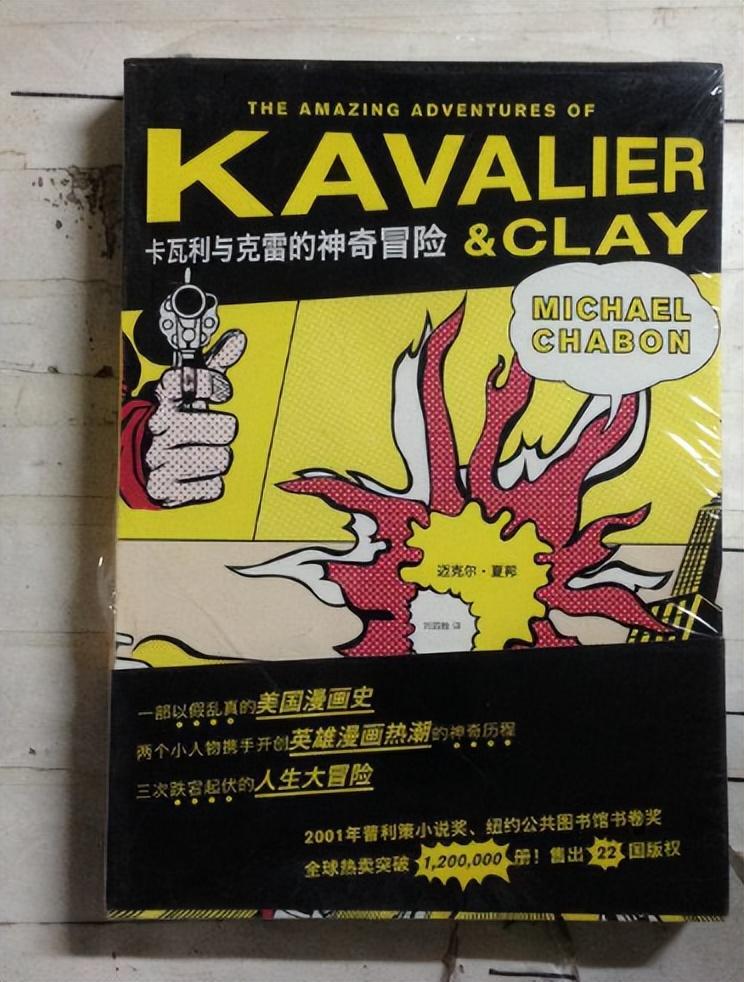 THE AMAZING ADVENTURES OF
KAVALIER
卡瓦利与克雷的神奇冒险 & CLAY
MICHAEL
CHABON
迈克尔·夏邦
一部以假乱真的美国漫画史
两个小人物携手开创英雄漫画热潮的神奇历程
三次跌宕起伏的人生大冒险
2001年普利策小说奖、纽约公共图书馆书卷奖
全球热卖突破1,200,000册！售出22国版权